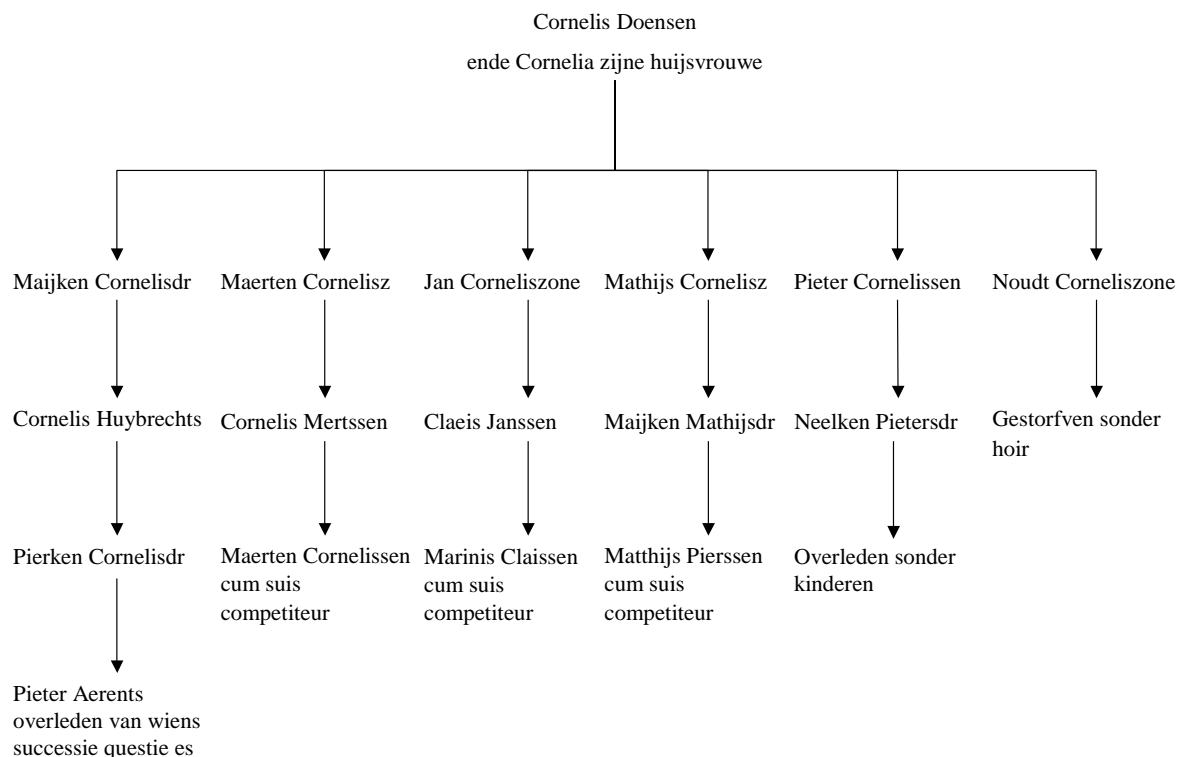 Cornelis Doensen
ende Cornelia zijne huijsvrouwe
Maijken Cornelisdr
Maerten Cornelisz
Jan Corneliszone
Mathijs Cornelisz
Pieter Cornelissen
Noudt Corneliszone
Cornelis Huybrechts
Cornelis Mertssen
Claeis Janssen
Maijken Mathijsdr
Neelken Pietersdr
Gestorfven sonder
hoir
Pierken Cornelisdr
Maerten Cornelissen
cum suis
competiteur
Marinis Claissen
cum suis
competiteur
Matthijs Pierssen
cum suis
competiteur
Overleden sonder
kinderen
Pieter Aerents
overleden van wiens
successie questie es